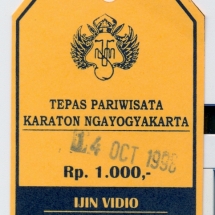 TEPAS PARIWISATA
KARATON NGAYOGYAKARTA
14 OCT 1996
Rp. 1.000,-
IJIN VIDIO